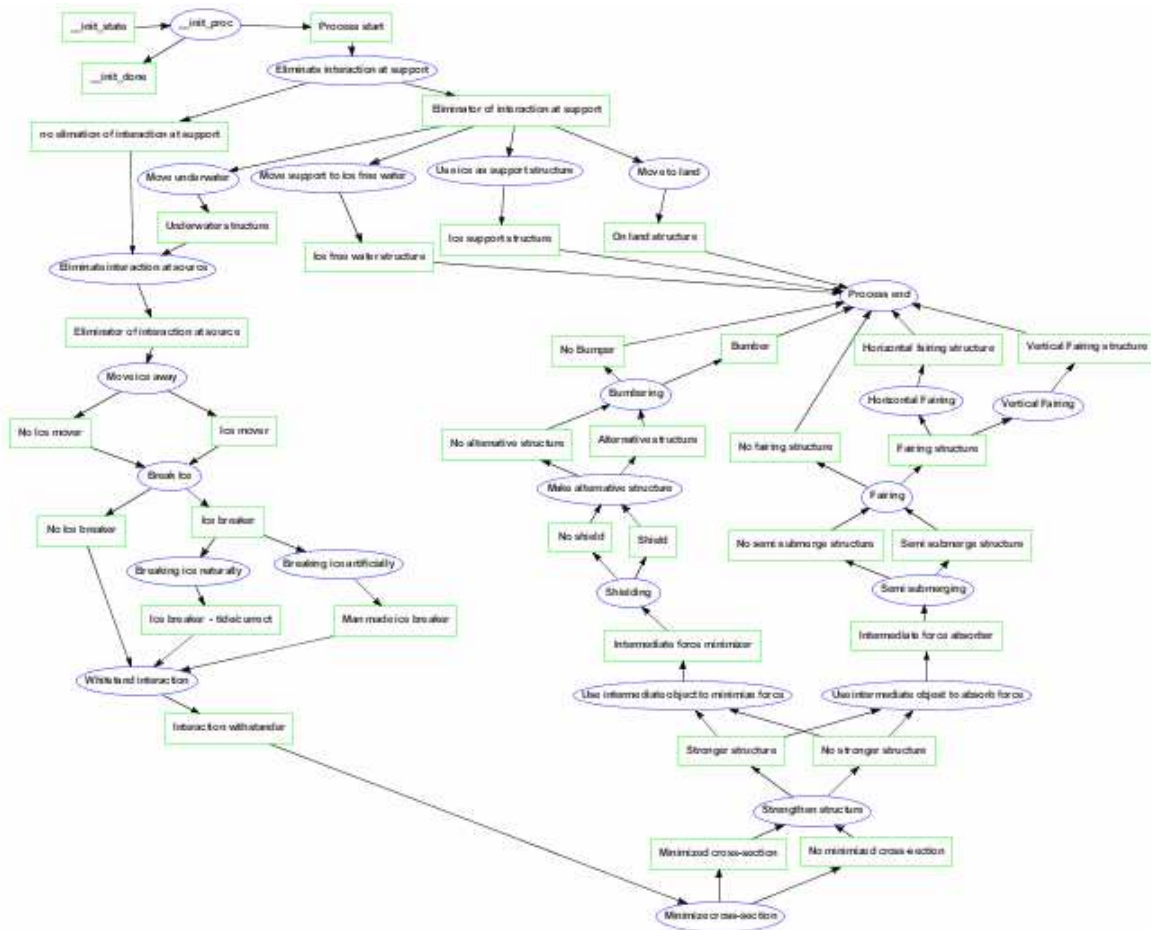 __init_state
__init_proc
Process start
__init_done
Eliminate interaction at support
Eliminator of interaction at support
no elimation of interaction at support
Move underwater
Move support to Ice free water
Use ice as support structure
Move to land
Underwater structure
Ice support structure
On land structure
Ice free water structure
Eliminate interaction at source
Process end
Eliminator of interaction at source
No Bumper
Bumber
Horizontal fairing structure
Vertical Fairing structure
Move ice away
Bumbering
Horizontal Fairing
Vertical Fairing
No Ice mover
Ice mover
No alternative structure
Alternative structure
No fairing structure
Fairing structure
Break Ice
Make alternative structure
Fairing
No Ice breaker
Ice breaker
No shield
Shield
No semi submerge structure
Semi submerge structure
Breaking ice naturally
Breaking ice artificially
Shielding
Semi submerging
Ice breaker - tide/currect
Man made ice breaker
Intermediate force minimizer
Intermediate force absorber
Whitstand interaction
Use intermediate object to minimise force
Use intermediate object to absorb force
Interaction withstander
Stronger structure
No stronger structure
Strengthen structure
Minimized cross-section
No minimized cross-section
Minimize cross-section